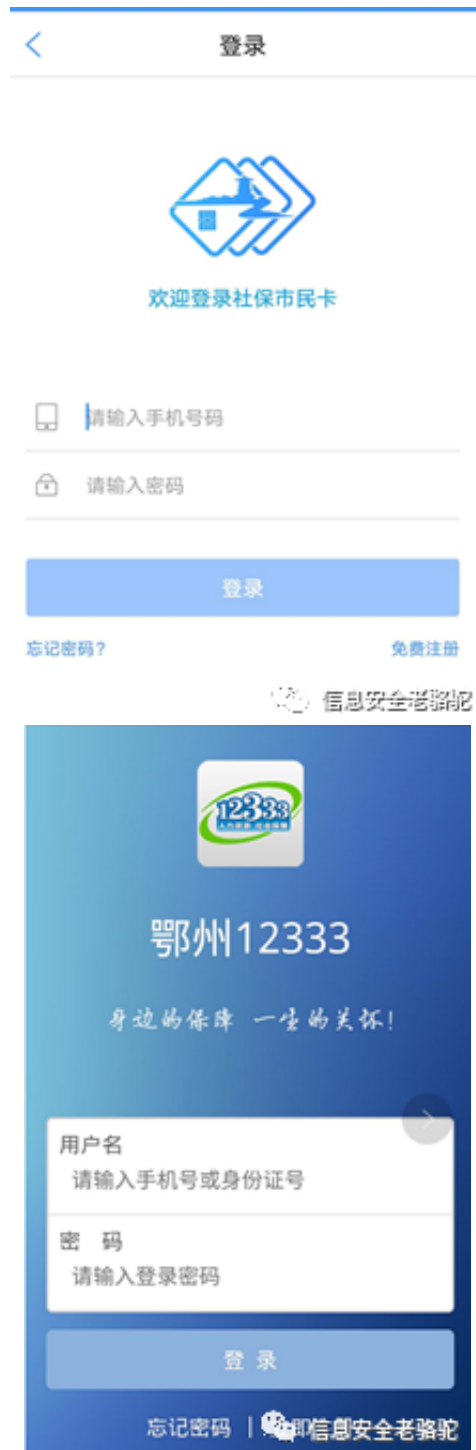 登录
欢迎登录社保市民卡
请输入手机号码
请输入密码
登录
忘记密码?
免费注册
信息安全老骆驼
12333
鄂州12333
身边的保障 一生的关怀!
用户名
请输入手机号或身份证号
密 码
请输入登录密码
登 录
忘记密码 |
信息安全老骆驼